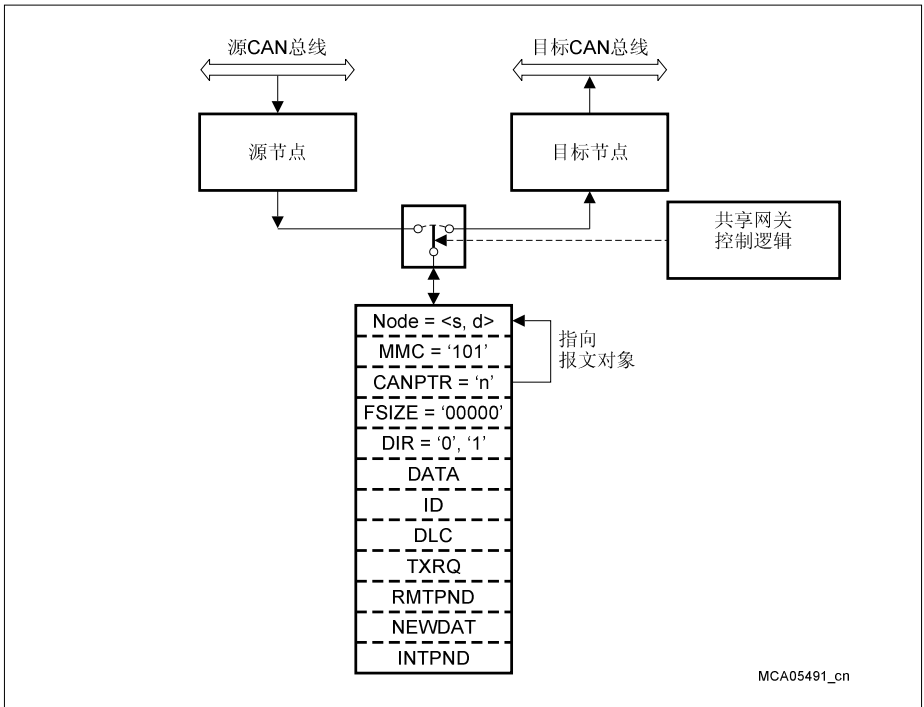 源CAN总线
目标CAN总线
源节点
目标节点
共享网关
控制逻辑
Node = <s, d>
MMC = ‘101’
CANPTR = ‘n’
FSIZE = ‘00000’
DIR = ‘0’, ‘1’
DATA
ID
DLC
TXRQ
RMTPND
NEWDAT
INTPND
指向
报文对象
MCA05491_cn